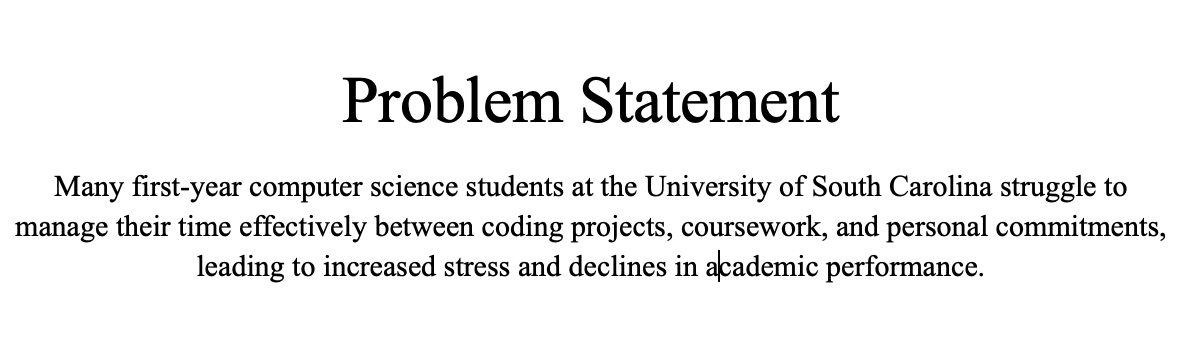 Problem Statement
Many first-year computer science students at the University of South Carolina struggle to
manage their time effectively between coding projects, coursework, and personal commitments,
leading to increased stress and declines in academic performance.